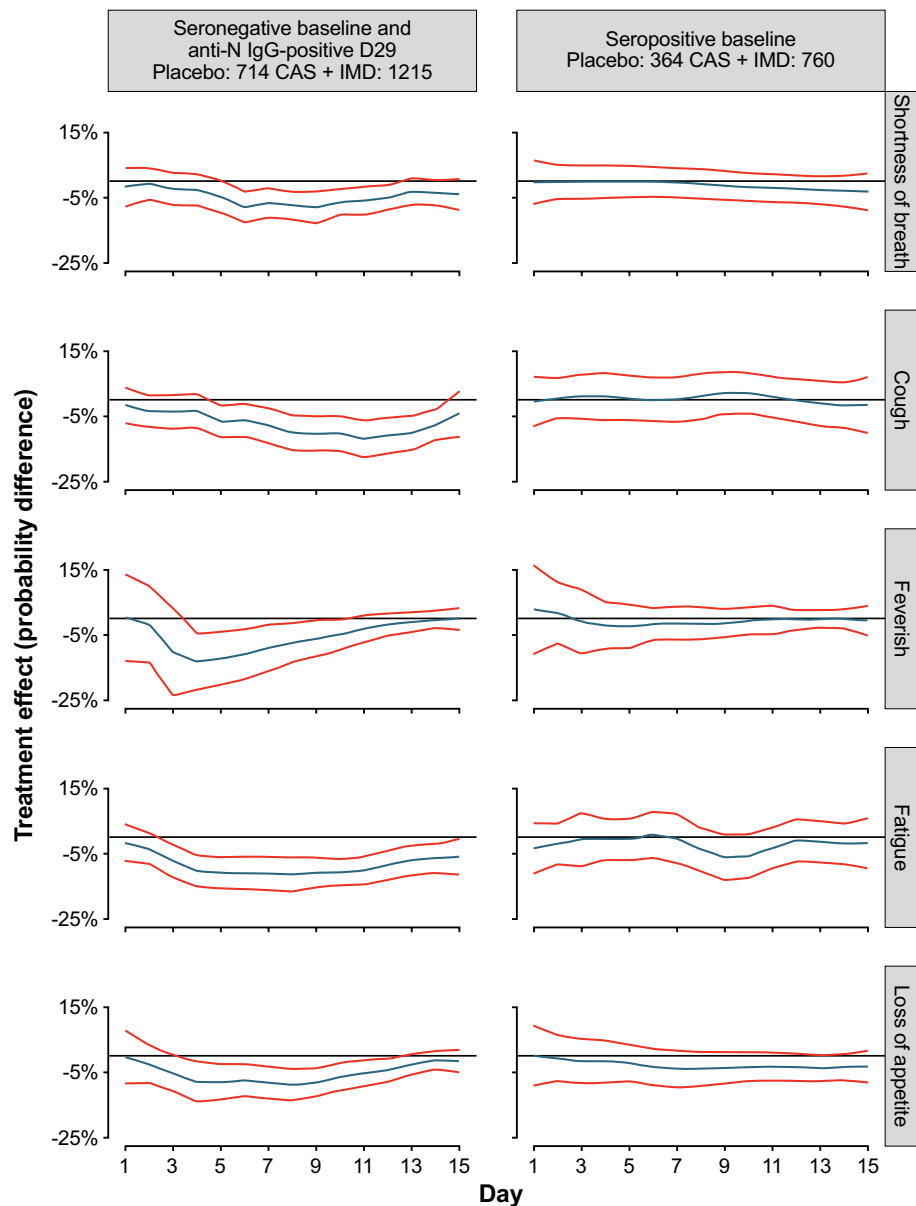 Seronegative baseline and
anti-N IgG-positive D29
Placebo: 714 CAS + IMD: 1215
Seropositive baseline
Placebo: 364 CAS + IMD: 760
Treatment effect (probability difference)
15%
-5%
-25%
Shortness of breath
15%
-5%
-25%
Cough
15%
-5%
-25%
Feverish
15%
-5%
-25%
Fatigue
15%
-5%
-25%
Loss of appetite
1 3 5 7 9 11 13 15
1 3 5 7 9 11 13 15
Day